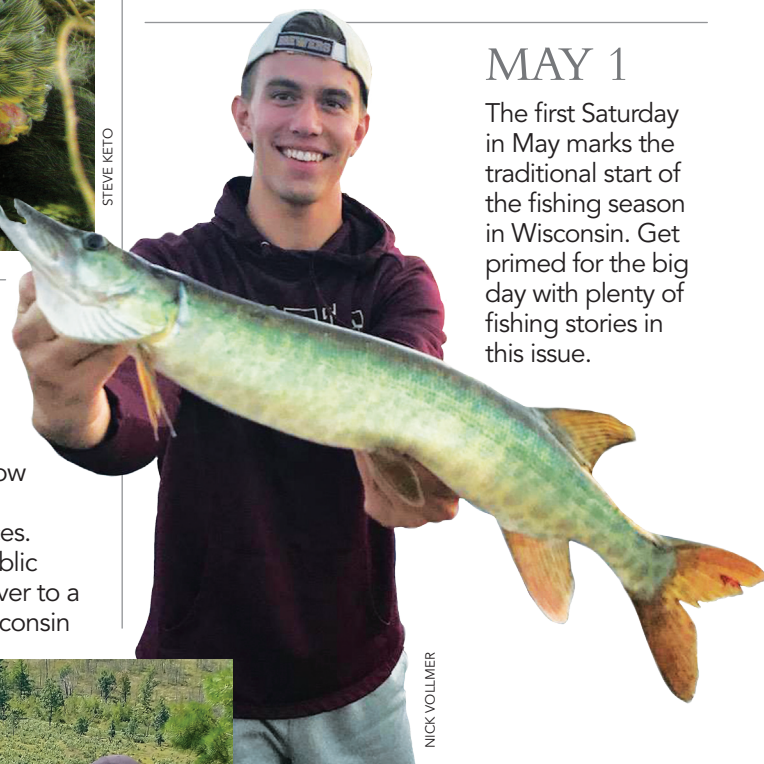 STEVE KETO
BREWERS
MAY 1
The first Saturday
in May marks the
traditional start of
the fishing season
in Wisconsin. Get
primed for the big
day with plenty of
fishing stories in
this issue.
ow
es.
blic
ver to a
consin
NICK VOLLMER